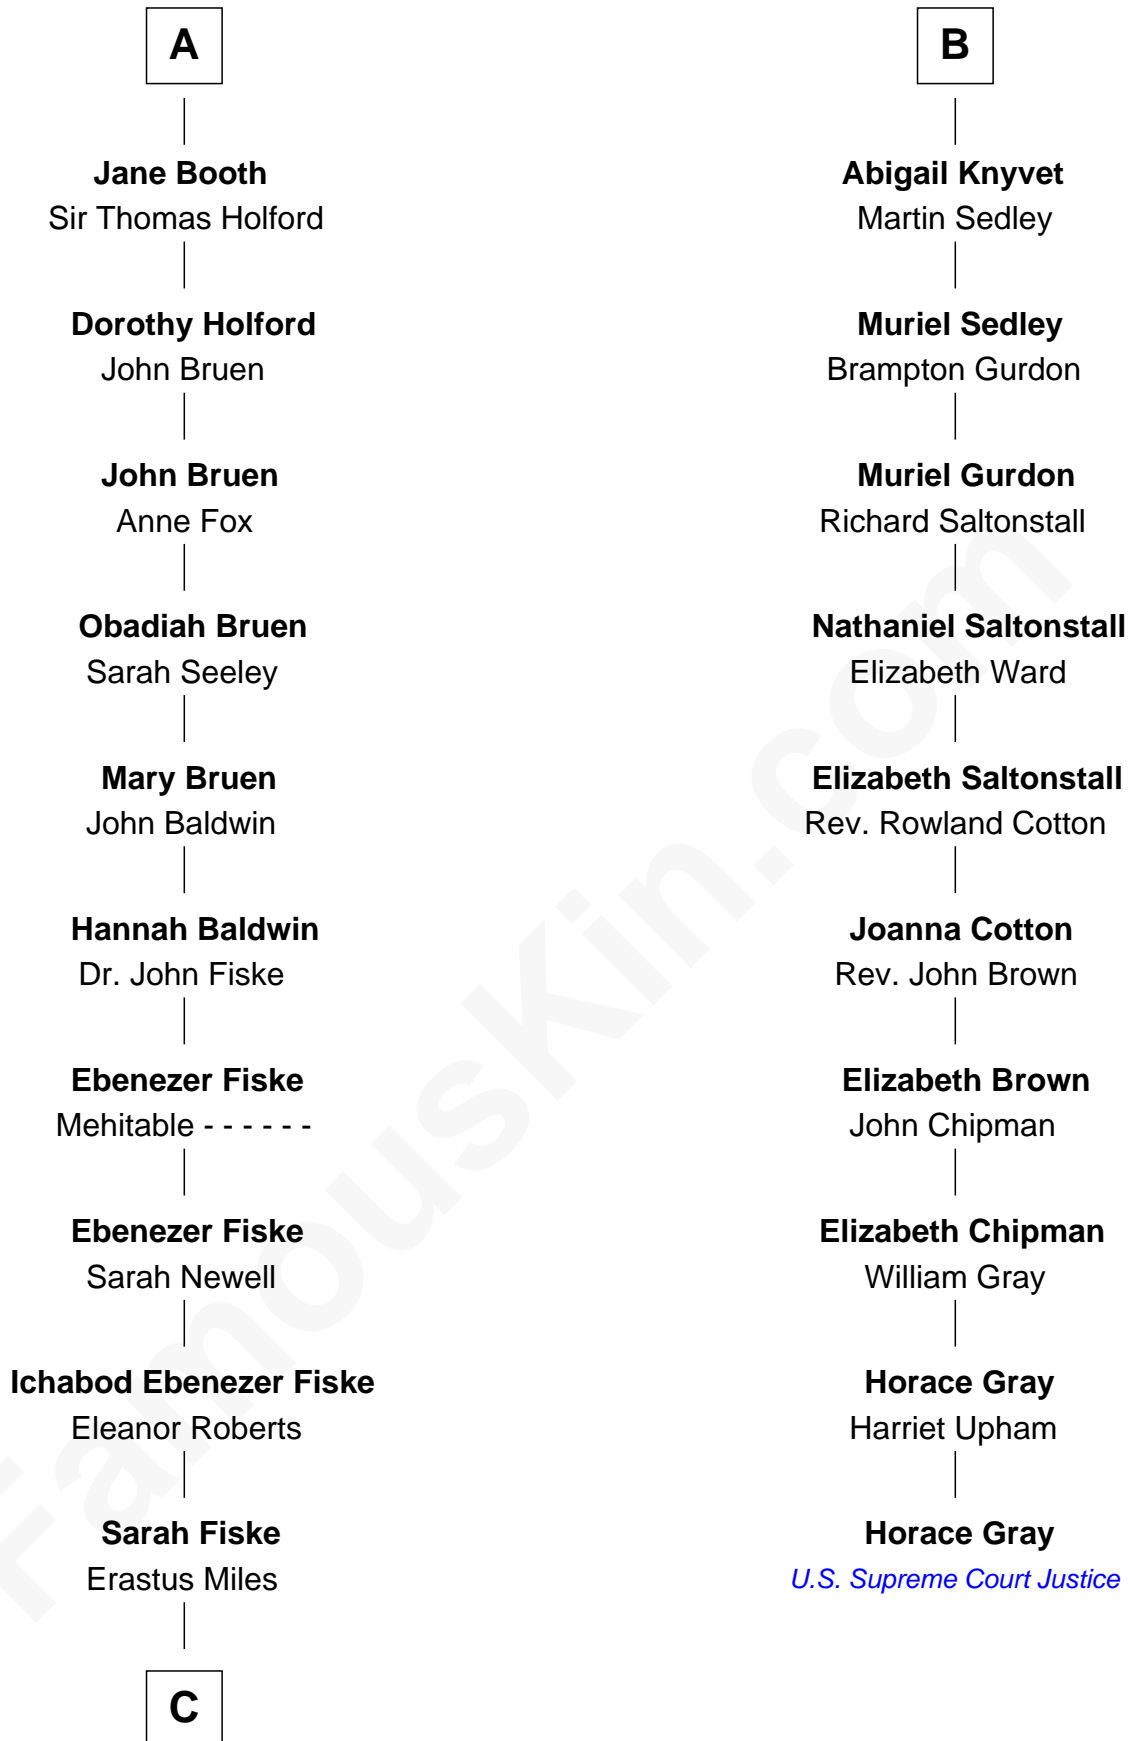 A
Jane Booth
Sir Thomas Holford
Dorothy Holford
John Bruen
John Bruen
Anne Fox
Obadiah Bruen
Sarah Seeley
Mary Bruen
John Baldwin
Hannah Baldwin
Dr. John Fiske
Ebenezer Fiske
Mehitable - - - - - -
Ebenezer Fiske
Sarah Newell
Ichabod Ebenezer Fiske
Eleanor Roberts
Sarah Fiske
Erastus Miles
C
B
Abigail Knyvet
Martin Sedley
Muriel Sedley
Brampton Gurdon
Muriel Gurdon
Richard Saltonstall
Nathaniel Saltonstall
Elizabeth Ward
Elizabeth Saltonstall
Rev. Rowland Cotton
Joanna Cotton
Rev. John Brown
Elizabeth Brown
John Chipman
Elizabeth Chipman
William Gray
Horace Gray
Harriet Upham
Horace Gray
U.S. Supreme Court Justice
FamousKin.com